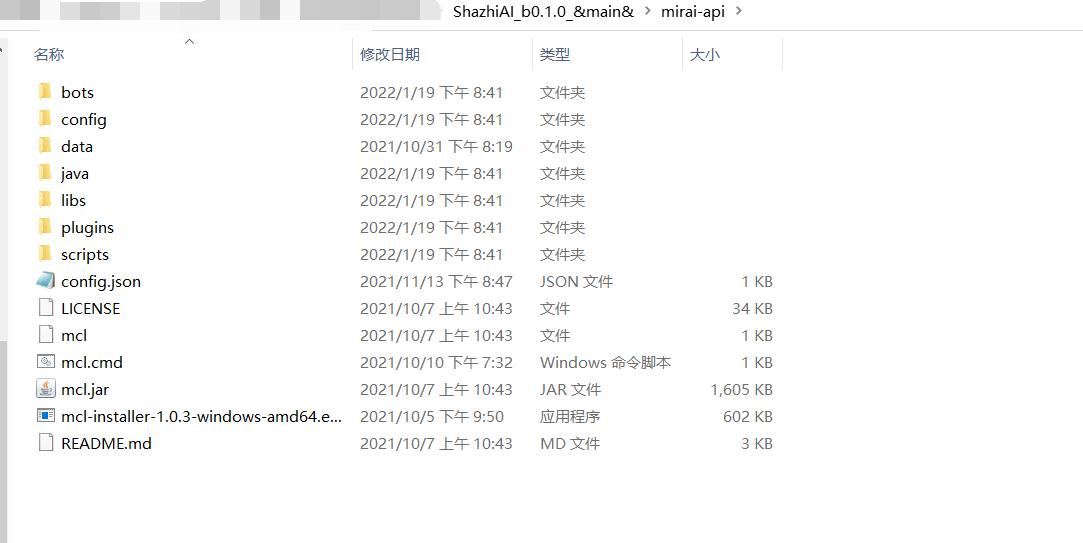 ShazhiAI_b0.1.0_&main& > mirai-api >
名称 修改日期 类型 大小
bots 2022/1/19 下午 8:41 文件夹
config 2022/1/19 下午 8:41 文件夹
data 2021/10/31 下午 8:19 文件夹
java 2022/1/19 下午 8:41 文件夹
libs 2022/1/19 下午 8:41 文件夹
plugins 2022/1/19 下午 8:41 文件夹
scripts 2022/1/19 下午 8:41 文件夹
config.json 2021/11/13 下午 8:47 JSON 文件 1 KB
LICENSE 2021/10/7 上午 10:43 文件 34 KB
mcl 2021/10/7 上午 10:43 文件 1 KB
mcl.cmd 2021/10/10 下午 7:32 Windows 命令脚本 1 KB
mcl.jar 2021/10/7 上午 10:43 JAR 文件 1,605 KB
mcl-installer-1.0.3-windows-amd64.e... 2021/10/5 下午 9:50 应用程序 602 KB
README.md 2021/10/7 上午 10:43 MD 文件 3 KB